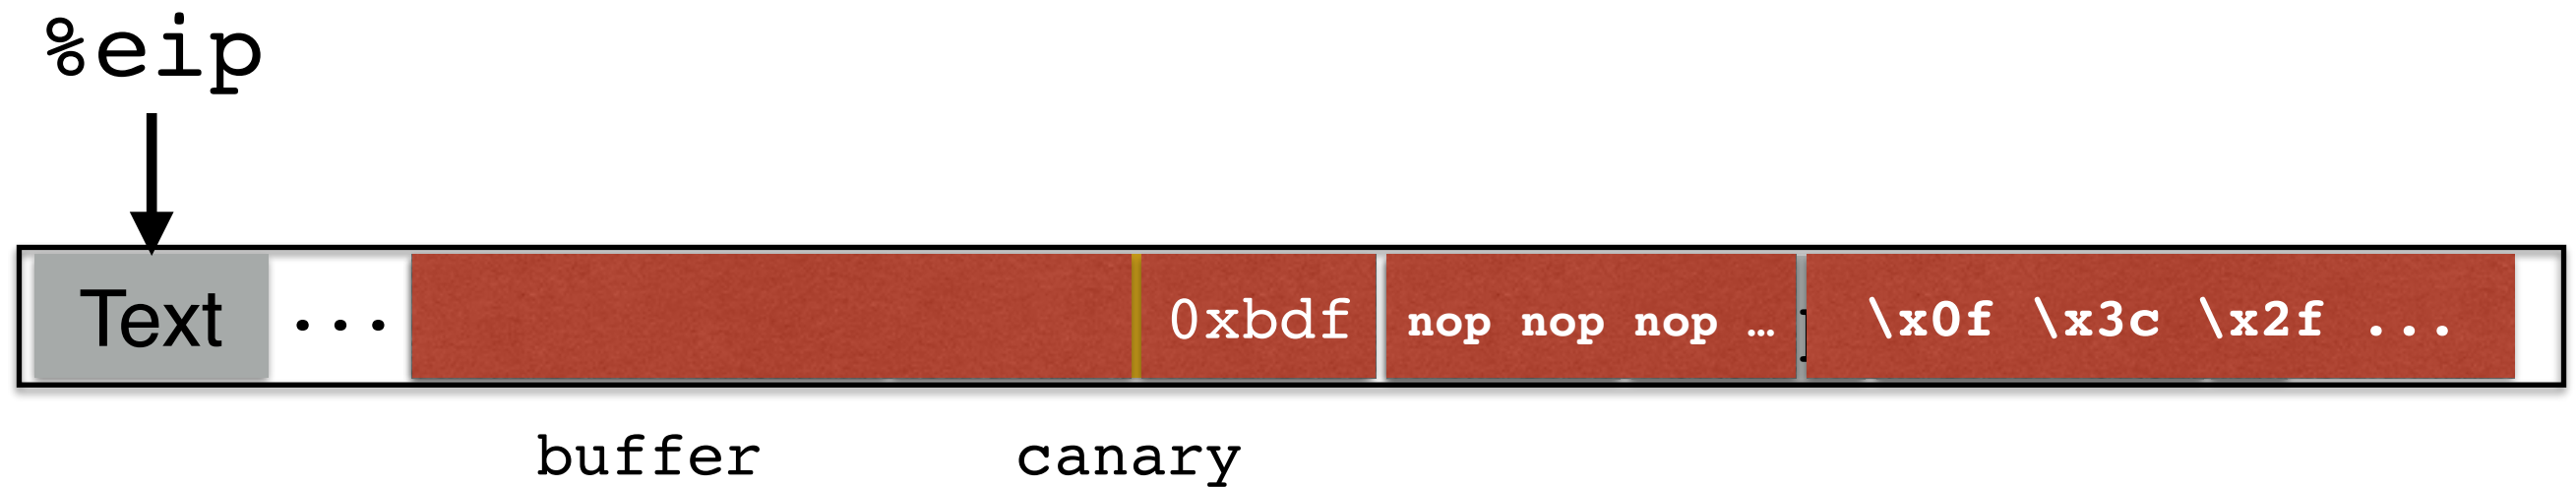 %eip
Text ... 0xbdf nop nop nop … \x0f \x3c \x2f ...
buffer canary